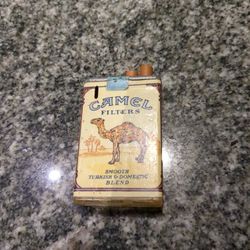 CAMEL
FILTERS
SMOOTH
TURKISH & DOMESTIC
BLEND